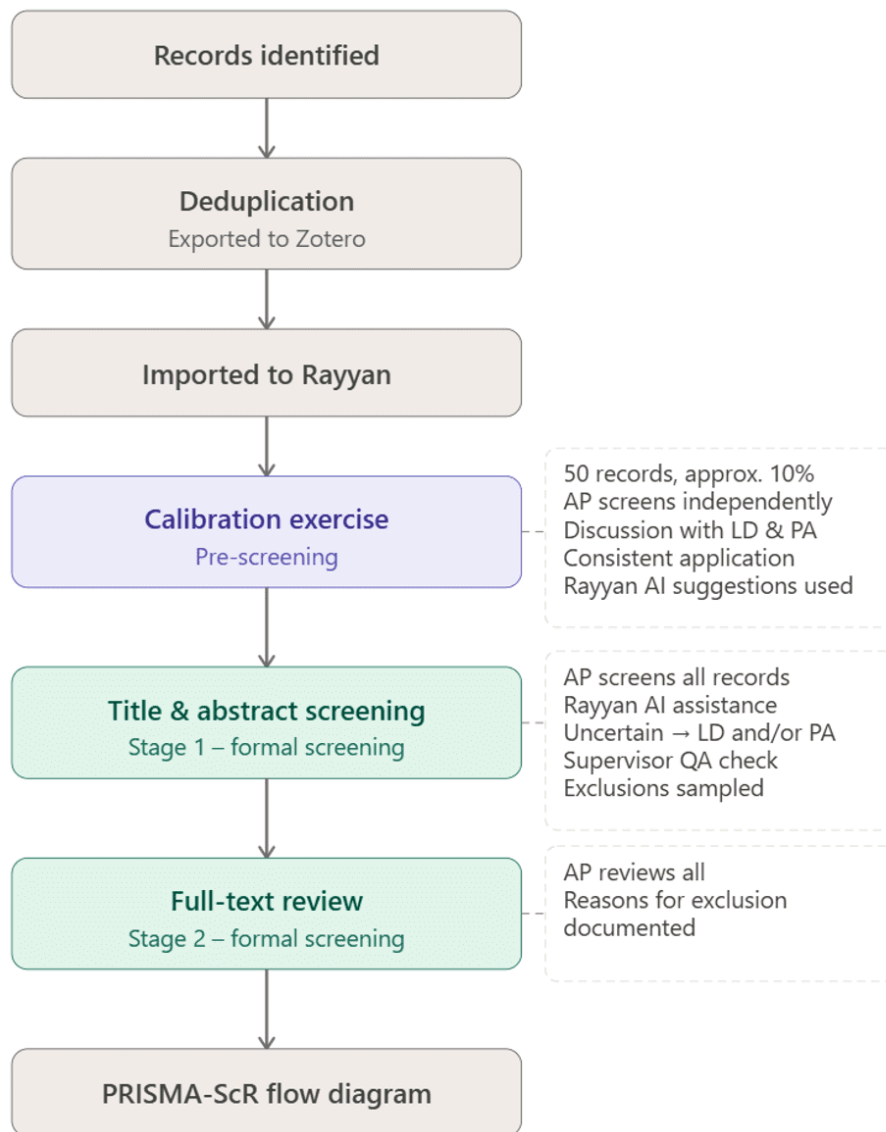 Records identified
Deduplication
Exported to Zotero
Imported to Rayyan
Calibration exercise
Pre-screening
50 records, approx. 10%
AP screens independently
Discussion with LD & PA
Consistent application
Rayyan AI suggestions used
Title & abstract screening
Stage 1 – formal screening
AP screens all records
Rayyan AI assistance
Uncertain → LD and/or PA
Supervisor QA check
Exclusions sampled
Full-text review
Stage 2 – formal screening
AP reviews all
Reasons for exclusion
documented
PRISMA-ScR flow diagram